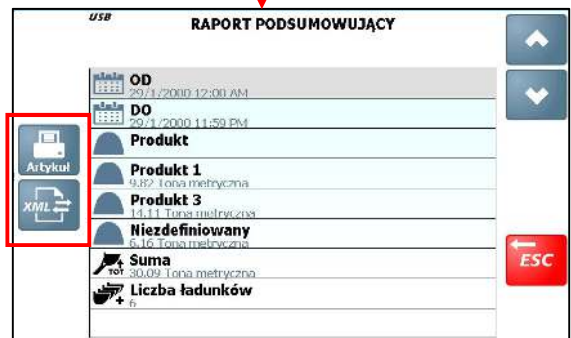 USB
RAPORT PODSUMOWUJĄCY
OD
29/1/2000 12:00 AM
DO
29/1/2000 11:59 PM
Produkt
Produkt 1
9.82 Tona metryczna
Produkt 3
14.11 Tona metryczna
Niezdefiniowany
6.16 Tona metryczna
Suma
30.09 Tona metryczna
Liczba ładunków
6
Artykuł
XML
TOT
ESC